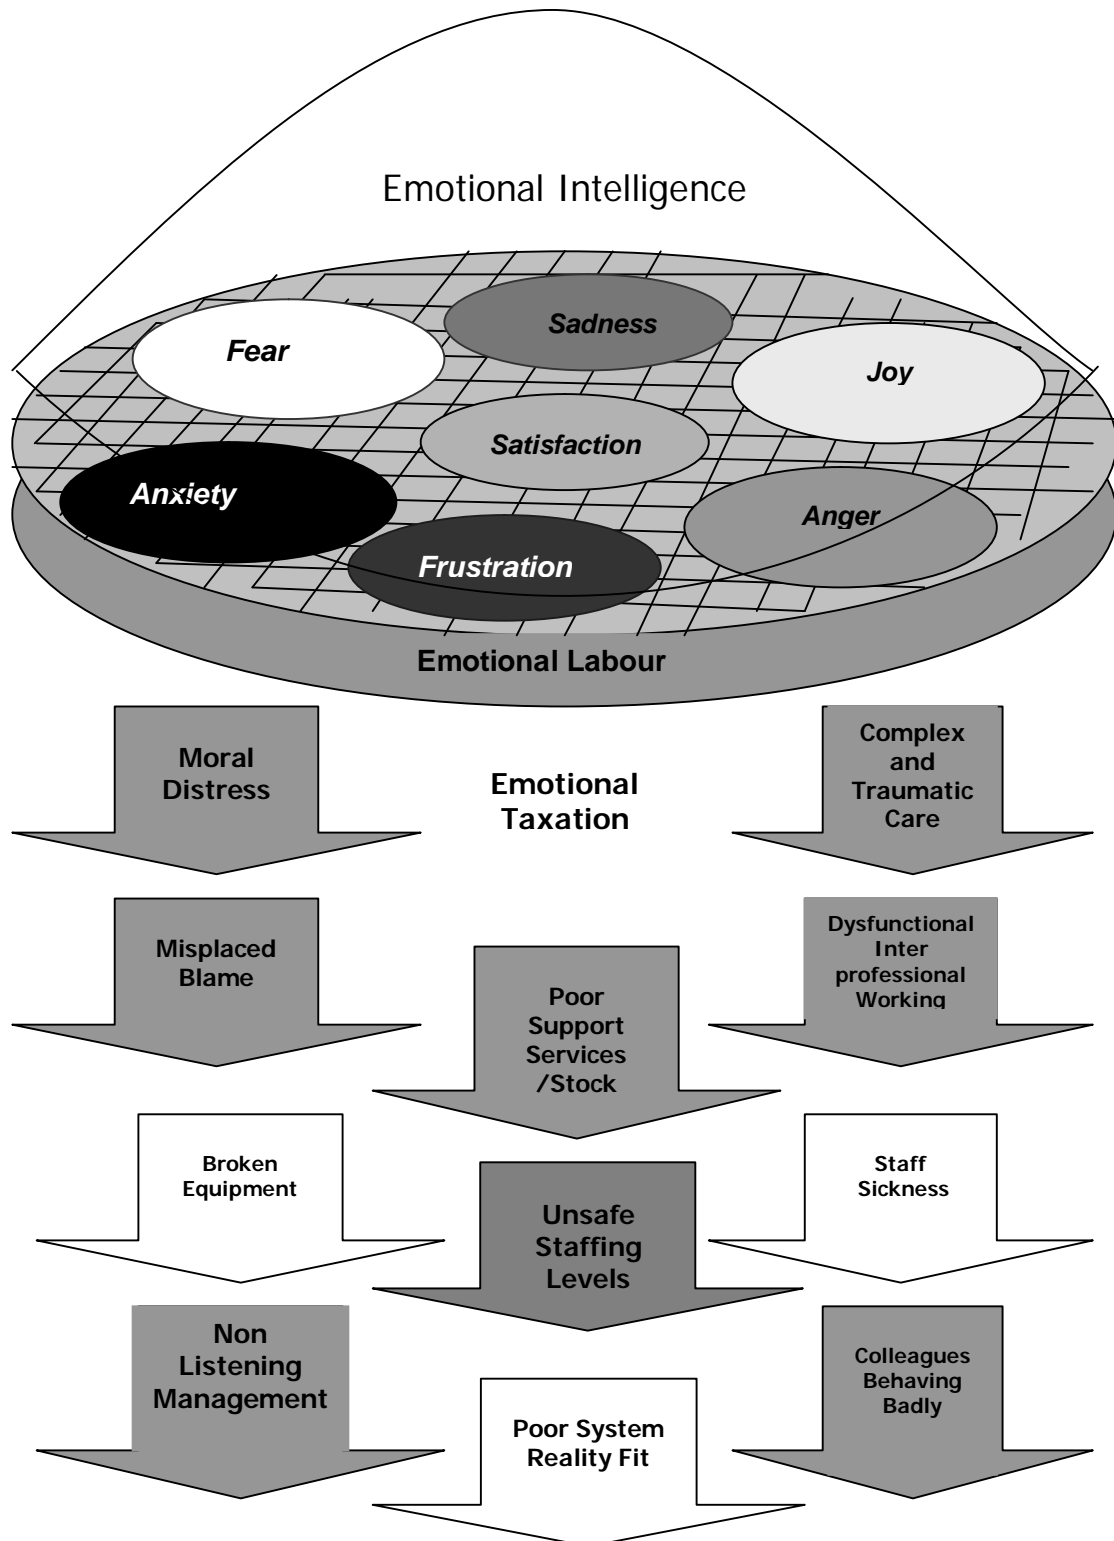 Emotional Intelligence
Sadness
Fear
Joy
Satisfaction
Anxiety
Anger
Frustration
Emotional Labour
Moral
Distress
Emotional
Taxation
Complex
and
Traumatic
Care
Misplaced
Blame
Dysfunctional
Inter
professional
Working
Poor
Support
Services
/Stock
Broken
Equipment
Staff
Sickness
Unsafe
Staffing
Levels
Non
Listening
Management
Colleagues
Behaving
Badly
Poor System
Reality Fit